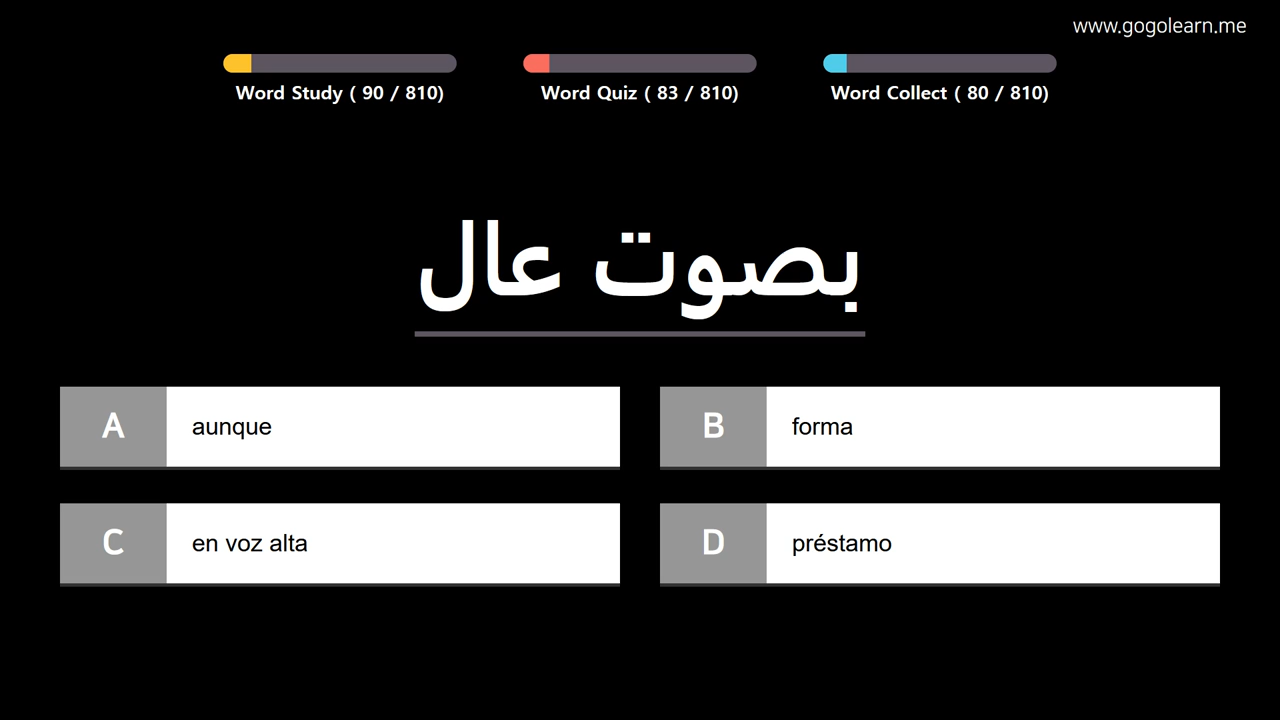 www.gogolearn.me
Word Study ( 90 / 810)
Word Quiz ( 83 / 810)
Word Collect ( 80 / 810)
بصوت عال
A aunque
B forma
C en voz alta
D préstamo